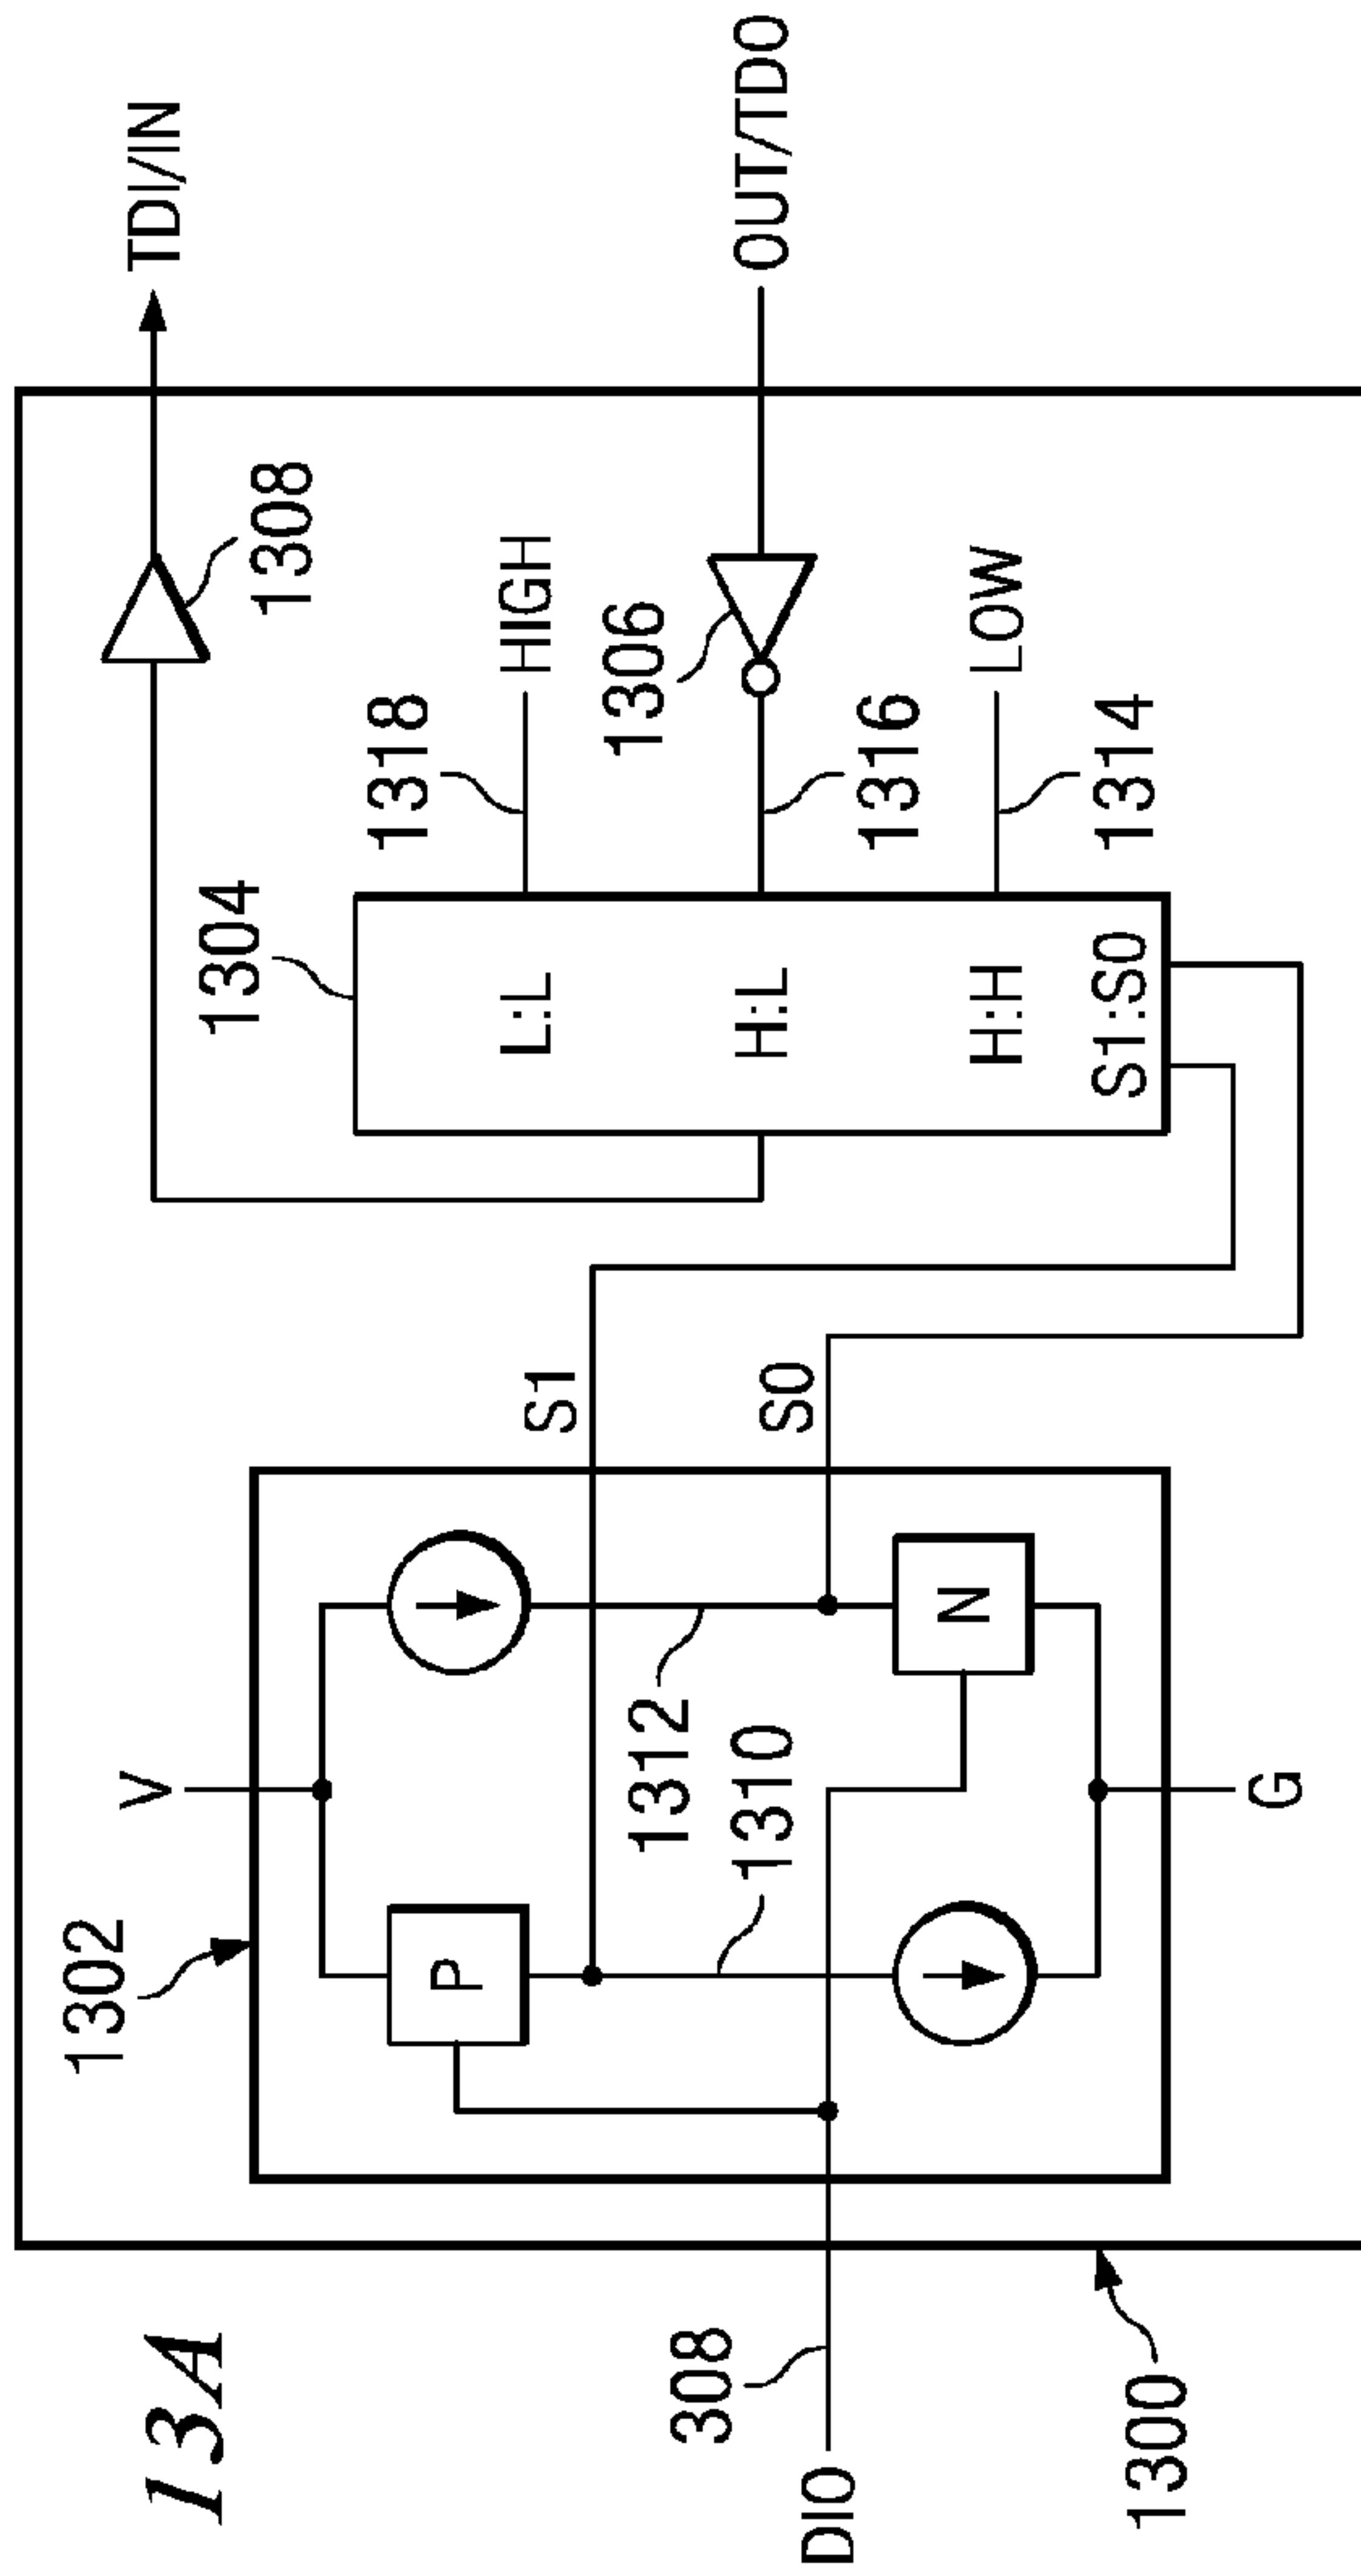 13A
TDI/IN
1308
OUT/TDO
HIGH
1318
1306
LOW
1304
1316
1314
L:L
H:L
H:H
S1:S0
S1
S0
V
1302
P
1312
1310
N
G
308
DIO
1300